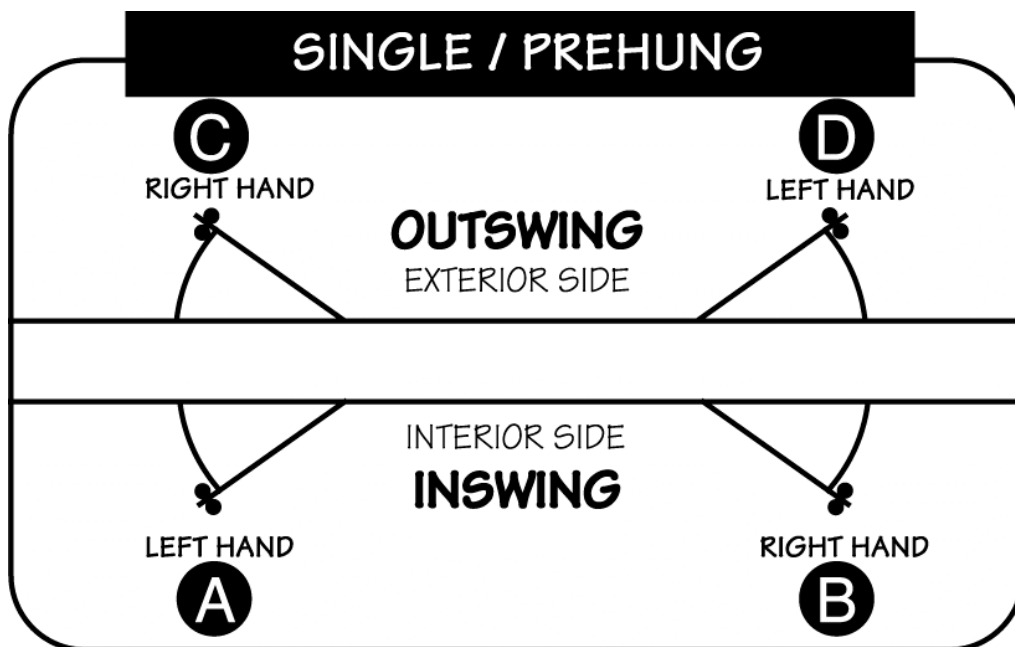 SINGLE / PREHUNG
C
RIGHT HAND
D
LEFT HAND
OUTSWING
EXTERIOR SIDE
INTERIOR SIDE
INSWING
LEFT HAND
A
RIGHT HAND
B